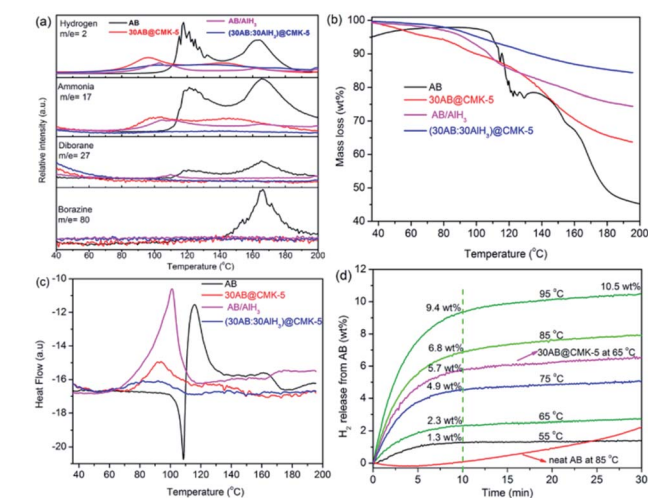 (a)
Hydrogen
m/e= 2
AB
30AB@CMK-5
AB/AlH3
(30AB:30AlH3)@CMK-5
Ammonia
m/e= 17
Diborane
m/e= 27
Borazine
m/e= 80
Relative intensity (a.u.)
40 60 80 100 120 140 160 180 200
Temperature (°C)
(b)
100
90
80
70
60
50
40
Mass loss (wt%)
AB
30AB@CMK-5
AB/AlH3
(30AB:30AlH3)@CMK-5
40 60 80 100 120 140 160 180 200
Temperature (°C)
(c)
-10
-12
-14
-16
-18
-20
Heat Flow (a.u)
AB
30AB@CMK-5
AB/AlH3
(30AB:30AlH3)@CMK-5
40 60 80 100 120 140 160 180 200
Temperature (°C)
(d)
12
10
8
6
4
2
0
H2 release from AB (wt%)
9.4 wt% 95 °C 10.5 wt%
6.8 wt% 85 °C
5.7 wt% 30AB@CMK-5 at 65 °C
4.9 wt% 75 °C
2.3 wt% 65 °C
1.3 wt% 55 °C
neat AB at 85 °C
0 5 10 15 20 25 30
Time (min)